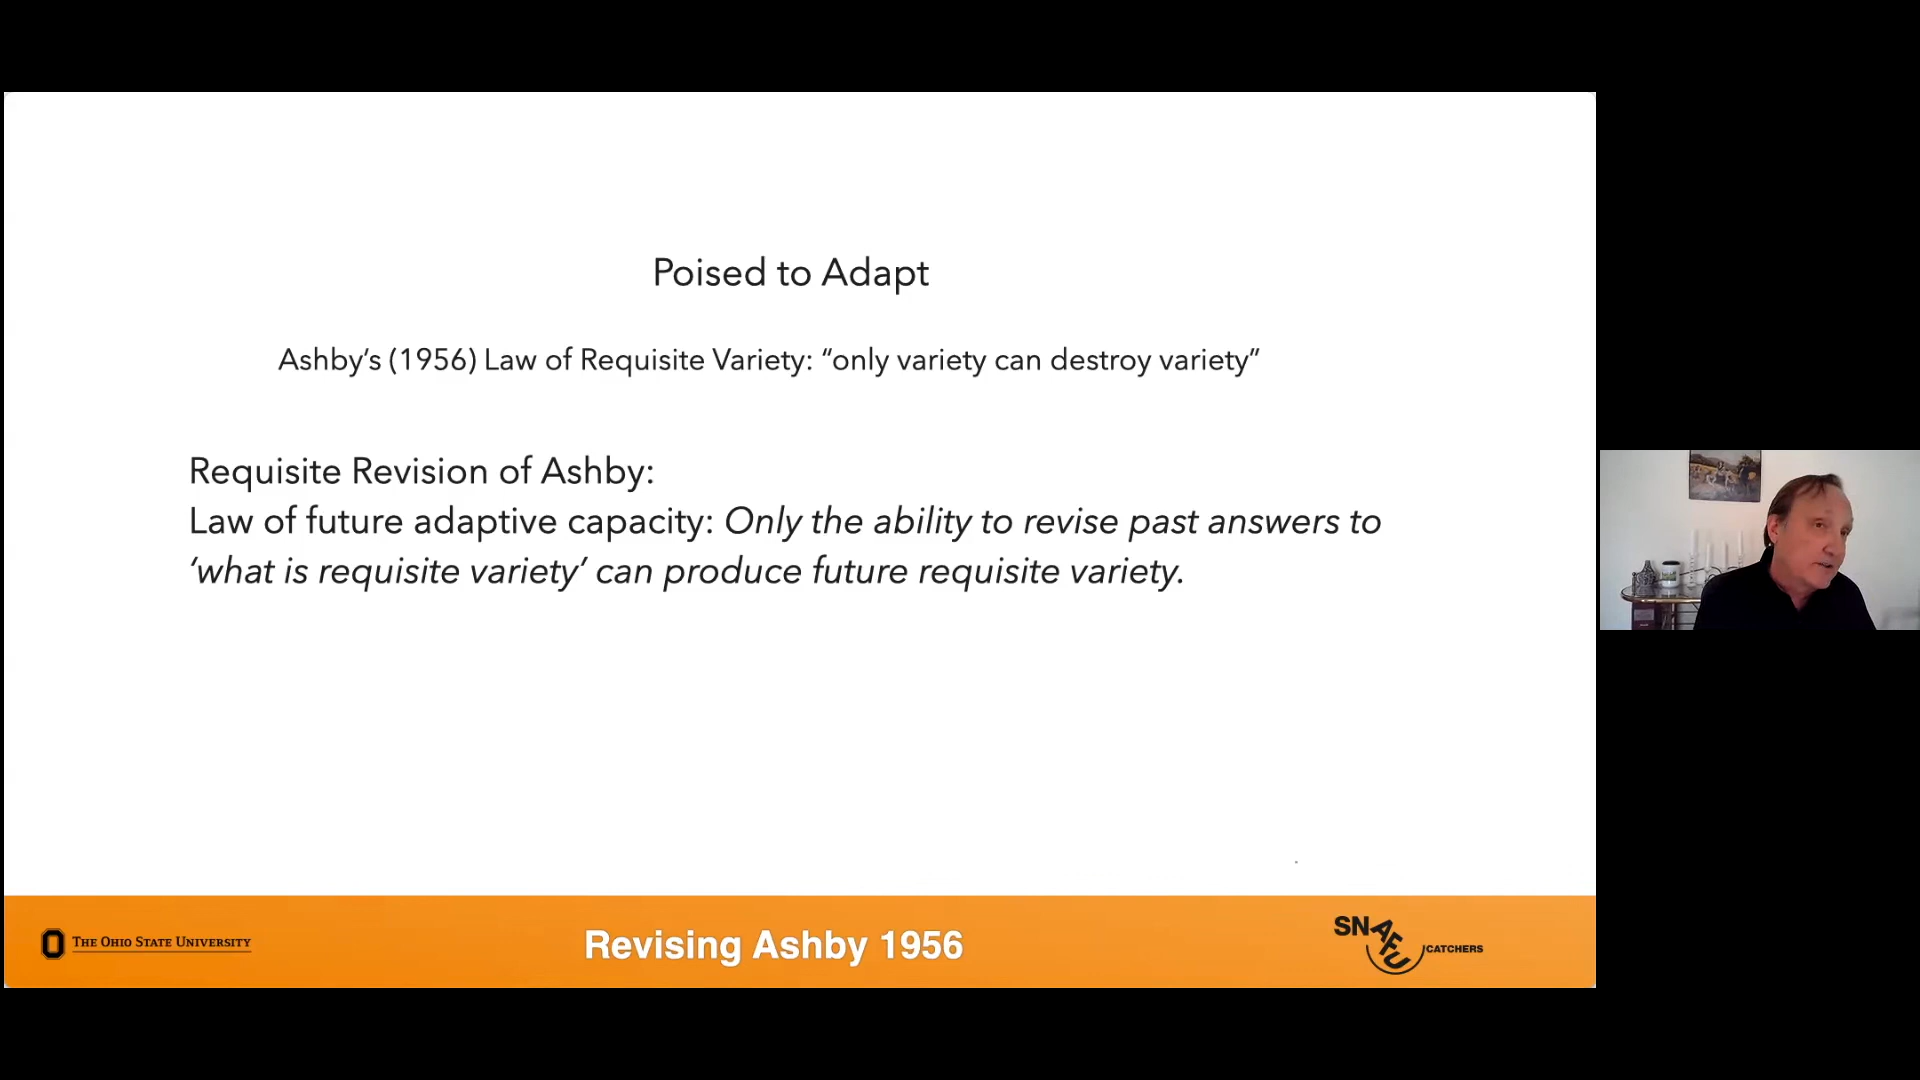 Poised to Adapt
Ashby’s (1956) Law of Requisite Variety: “only variety can destroy variety”
Requisite Revision of Ashby:
Law of future adaptive capacity: Only the ability to revise past answers to
‘what is requisite variety’ can produce future requisite variety.
THE OHIO STATE UNIVERSITY
Revising Ashby 1956
SNAFU CATCHERS